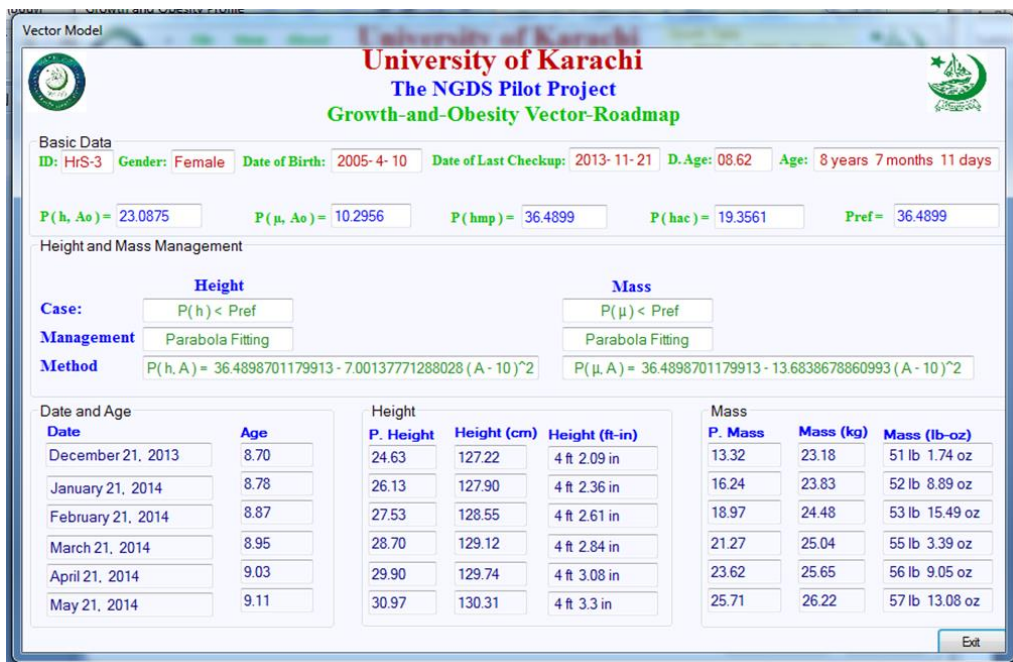 Growth and Obesity Profile
Vector Model
University of Karachi
The NGDS Pilot Project
Growth-and-Obesity Vector-Roadmap
Basic Data
ID: HrS-3 Gender: Female Date of Birth: 2005- 4- 10 Date of Last Checkup: 2013- 11- 21 D. Age: 08.62 Age: 8 years 7 months 11 days
P ( h, Ao ) = 23.0875 P ( µ, Ao ) = 10.2956 P ( hmp ) = 36.4899 P ( hac ) = 19.3561 Pref = 36.4899
Height and Mass Management
Height Mass
Case: P( h ) < Pref P( µ ) < Pref
Management Parabola Fitting Parabola Fitting
Method P( h, A ) = 36.4898701179913 - 7.00137771288028 ( A - 10 )^2 P( µ, A ) = 36.4898701179913 - 13.6838678860993 ( A - 10 )^2
Date and Age Height Mass
Date Age P. Height Height (cm) Height (ft-in) P. Mass Mass (kg) Mass (lb-oz)
December 21, 2013 8.70 24.63 127.22 4 ft 2.09 in 13.32 23.18 51 lb 1.74 oz
January 21, 2014 8.78 26.13 127.90 4 ft 2.36 in 16.24 23.83 52 lb 8.89 oz
February 21, 2014 8.87 27.53 128.55 4 ft 2.61 in 18.97 24.48 53 lb 15.49 oz
March 21, 2014 8.95 28.70 129.12 4 ft 2.84 in 21.27 25.04 55 lb 3.39 oz
April 21, 2014 9.03 29.90 129.74 4 ft 3.08 in 23.62 25.65 56 lb 9.05 oz
May 21, 2014 9.11 30.97 130.31 4 ft 3.3 in 25.71 26.22 57 lb 13.08 oz
Exit